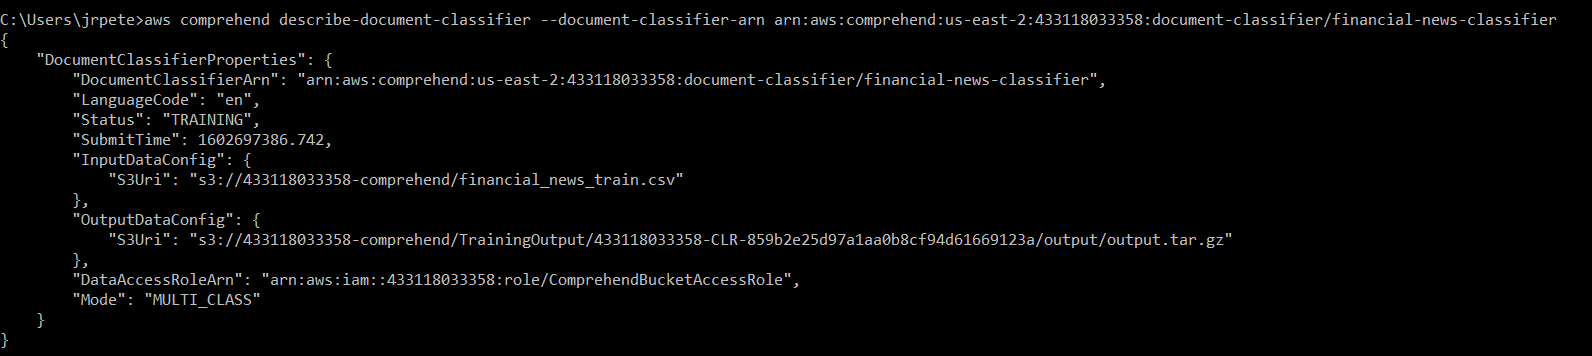 C:\Users\jrpete>aws comprehend describe-document-classifier --document-classifier-arn arn:aws:comprehend:us-east-2:433118033358:document-classifier/financial-news-classifier
{
    "DocumentClassifierProperties": {
        "DocumentClassifierArn": "arn:aws:comprehend:us-east-2:433118033358:document-classifier/financial-news-classifier",
        "LanguageCode": "en",
        "Status": "TRAINING",
        "SubmitTime": 1602697386.742,
        "InputDataConfig": {
            "S3Uri": "s3://433118033358-comprehend/financial_news_train.csv"
        },
        "OutputDataConfig": {
            "S3Uri": "s3://433118033358-comprehend/TrainingOutput/433118033358-CLR-859b2e25d97a1aa0b8cf94d61669123a/output/output.tar.gz"
        },
        "DataAccessRoleArn": "arn:aws:iam::433118033358:role/ComprehendBucketAccessRole",
        "Mode": "MULTI_CLASS"
    }
}